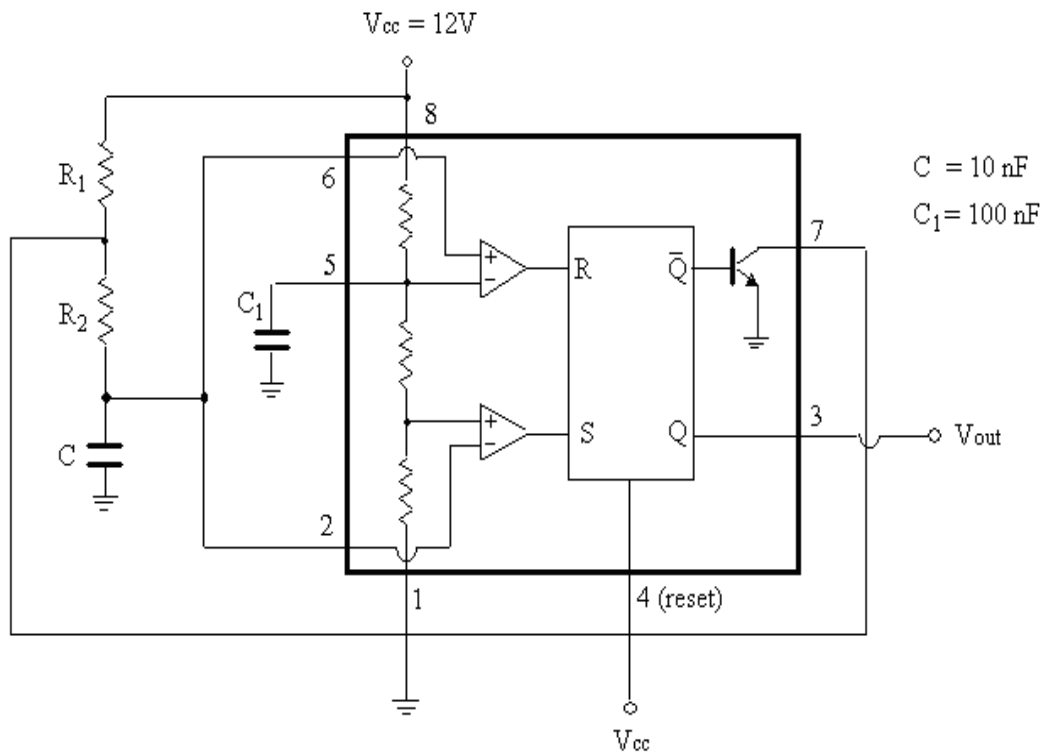 Vcc = 12V
8
6
R1
C = 10 nF
C1 = 100 nF
7
5
R
Q̅
C1
R2
3
S
Q
Vout
C
2
1
4 (reset)
Vcc
+
−
+
−